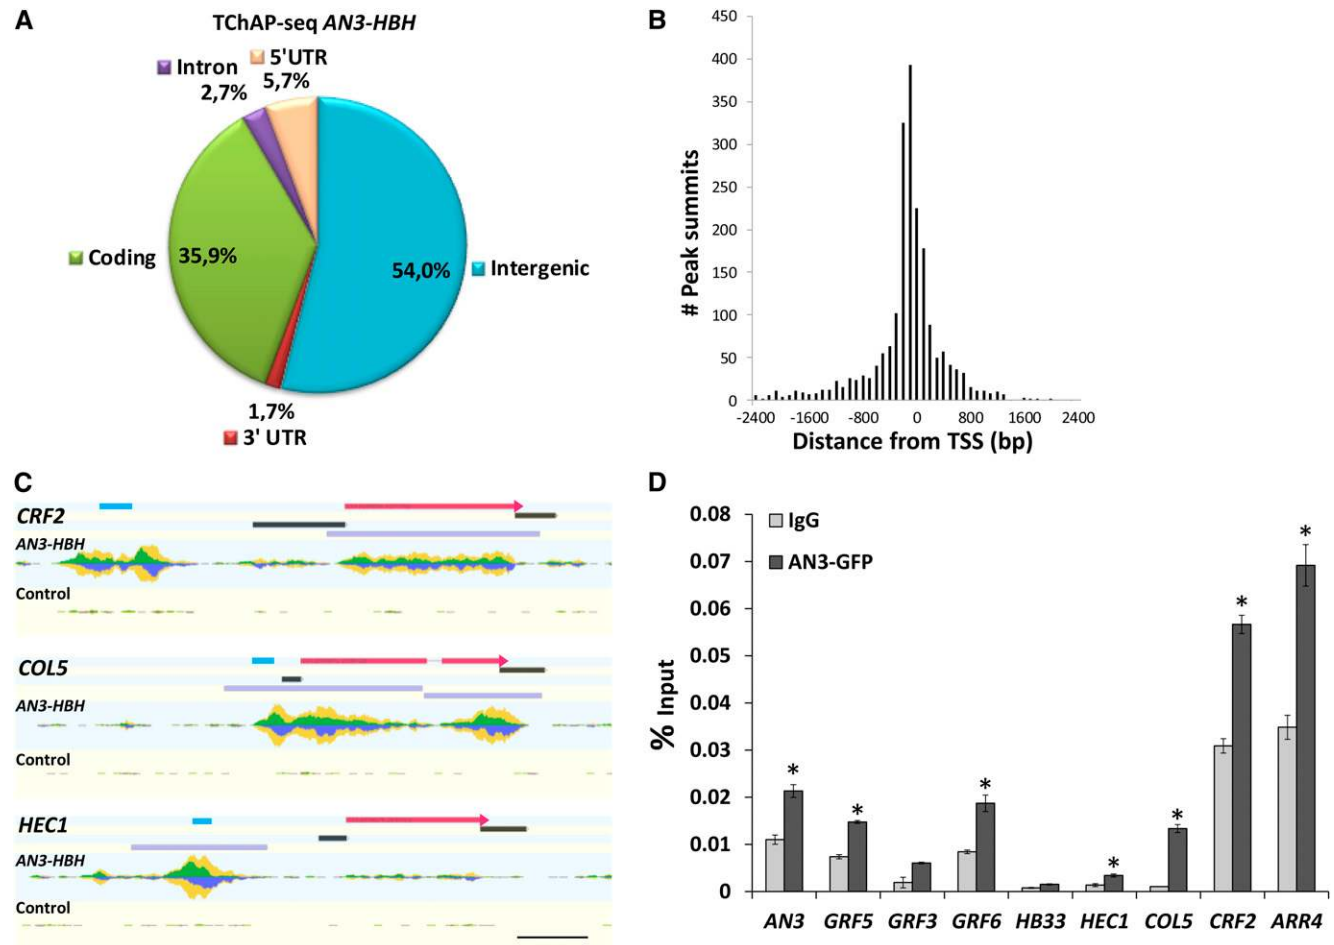 A
TChAP-seq AN3-HBH
5'UTR
5,7%
Intron
2,7%
Coding
35,9%
54,0%
Intergenic
1,7%
3' UTR
B
450
400
350
300
250
200
150
100
50
0
# Peak summits
-2400 -1600 -800 0 800 1600 2400
Distance from TSS (bp)
C
CRF2
AN3-HBH
Control
COL5
AN3-HBH
Control
HEC1
AN3-HBH
Control
D
IgG
AN3-GFP
0.08
0.07
0.06
0.05
0.04
0.03
0.02
0.01
0
% Input
* * * * * * *
AN3 GRF5 GRF3 GRF6 HB33 HEC1 COL5 CRF2 ARR4